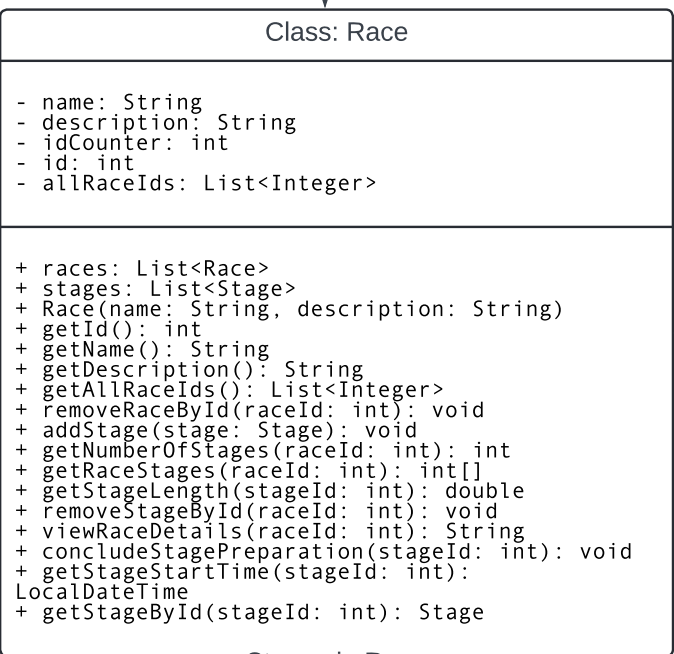 Class: Race
- name: String
- description: String
- idCounter: int
- id: int
- allRaceIds: List<Integer>
+ races: List<Race>
+ stages: List<Stage>
+ Race(name: String, description: String)
+ getId(): int
+ getName(): String
+ getDescription(): String
+ getAllRaceIds(): List<Integer>
+ removeRaceById(raceId: int): void
+ addStage(stage: Stage): void
+ getNumberOfStages(raceId: int): int
+ getRaceStages(raceId: int): int[]
+ getStageLength(stageId: int): double
+ removeStageById(raceId: int): void
+ viewRaceDetails(raceId: int): String
+ concludeStagePreparation(stageId: int): void
+ getStageStartTime(stageId: int):
LocalDateTime
+ getStageById(stageId: int): Stage